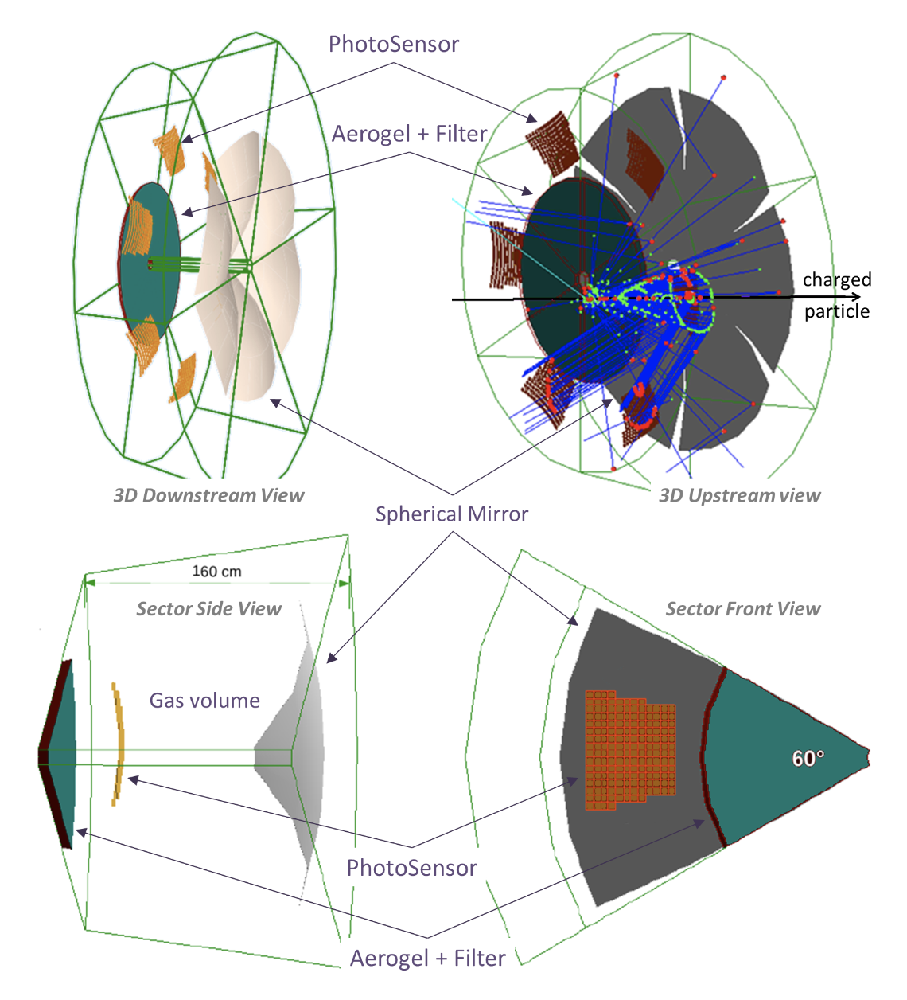 PhotoSensor
Aerogel + Filter
charged
particle
3D Downstream View
3D Upstream view
Spherical Mirror
160 cm
Sector Side View
Sector Front View
Gas volume
60°
PhotoSensor
Aerogel + Filter